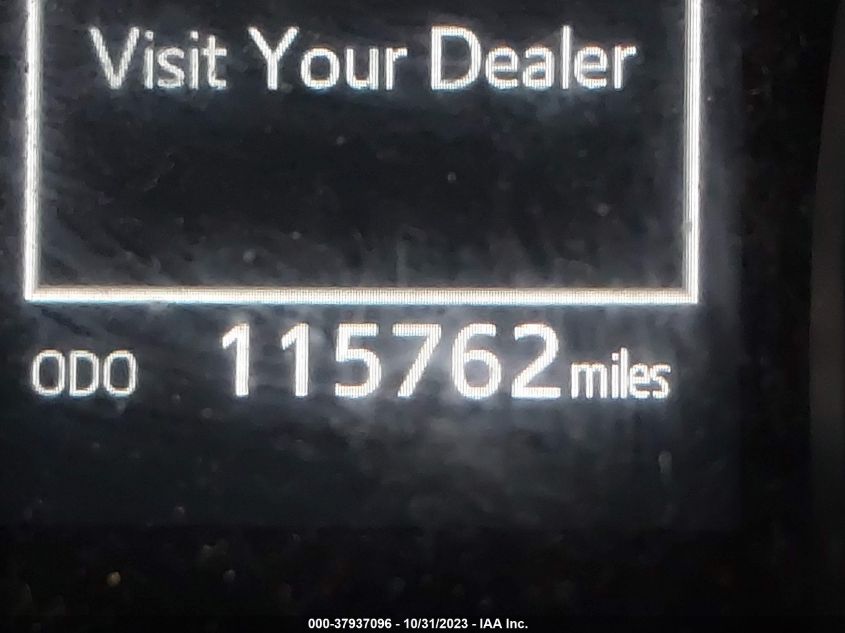 Visit Your Dealer
ODO 115762 miles
000-37937096 - 10/31/2023 - IAA Inc.